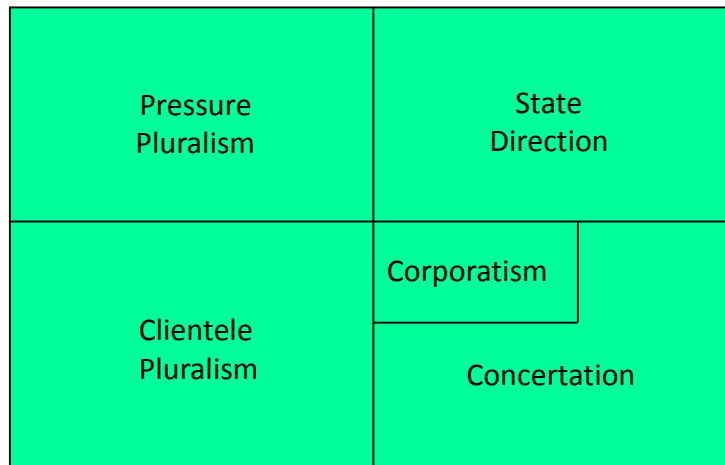 Pressure
Pluralism
State
Direction
Corporatism
Clientele
Pluralism
Concertation